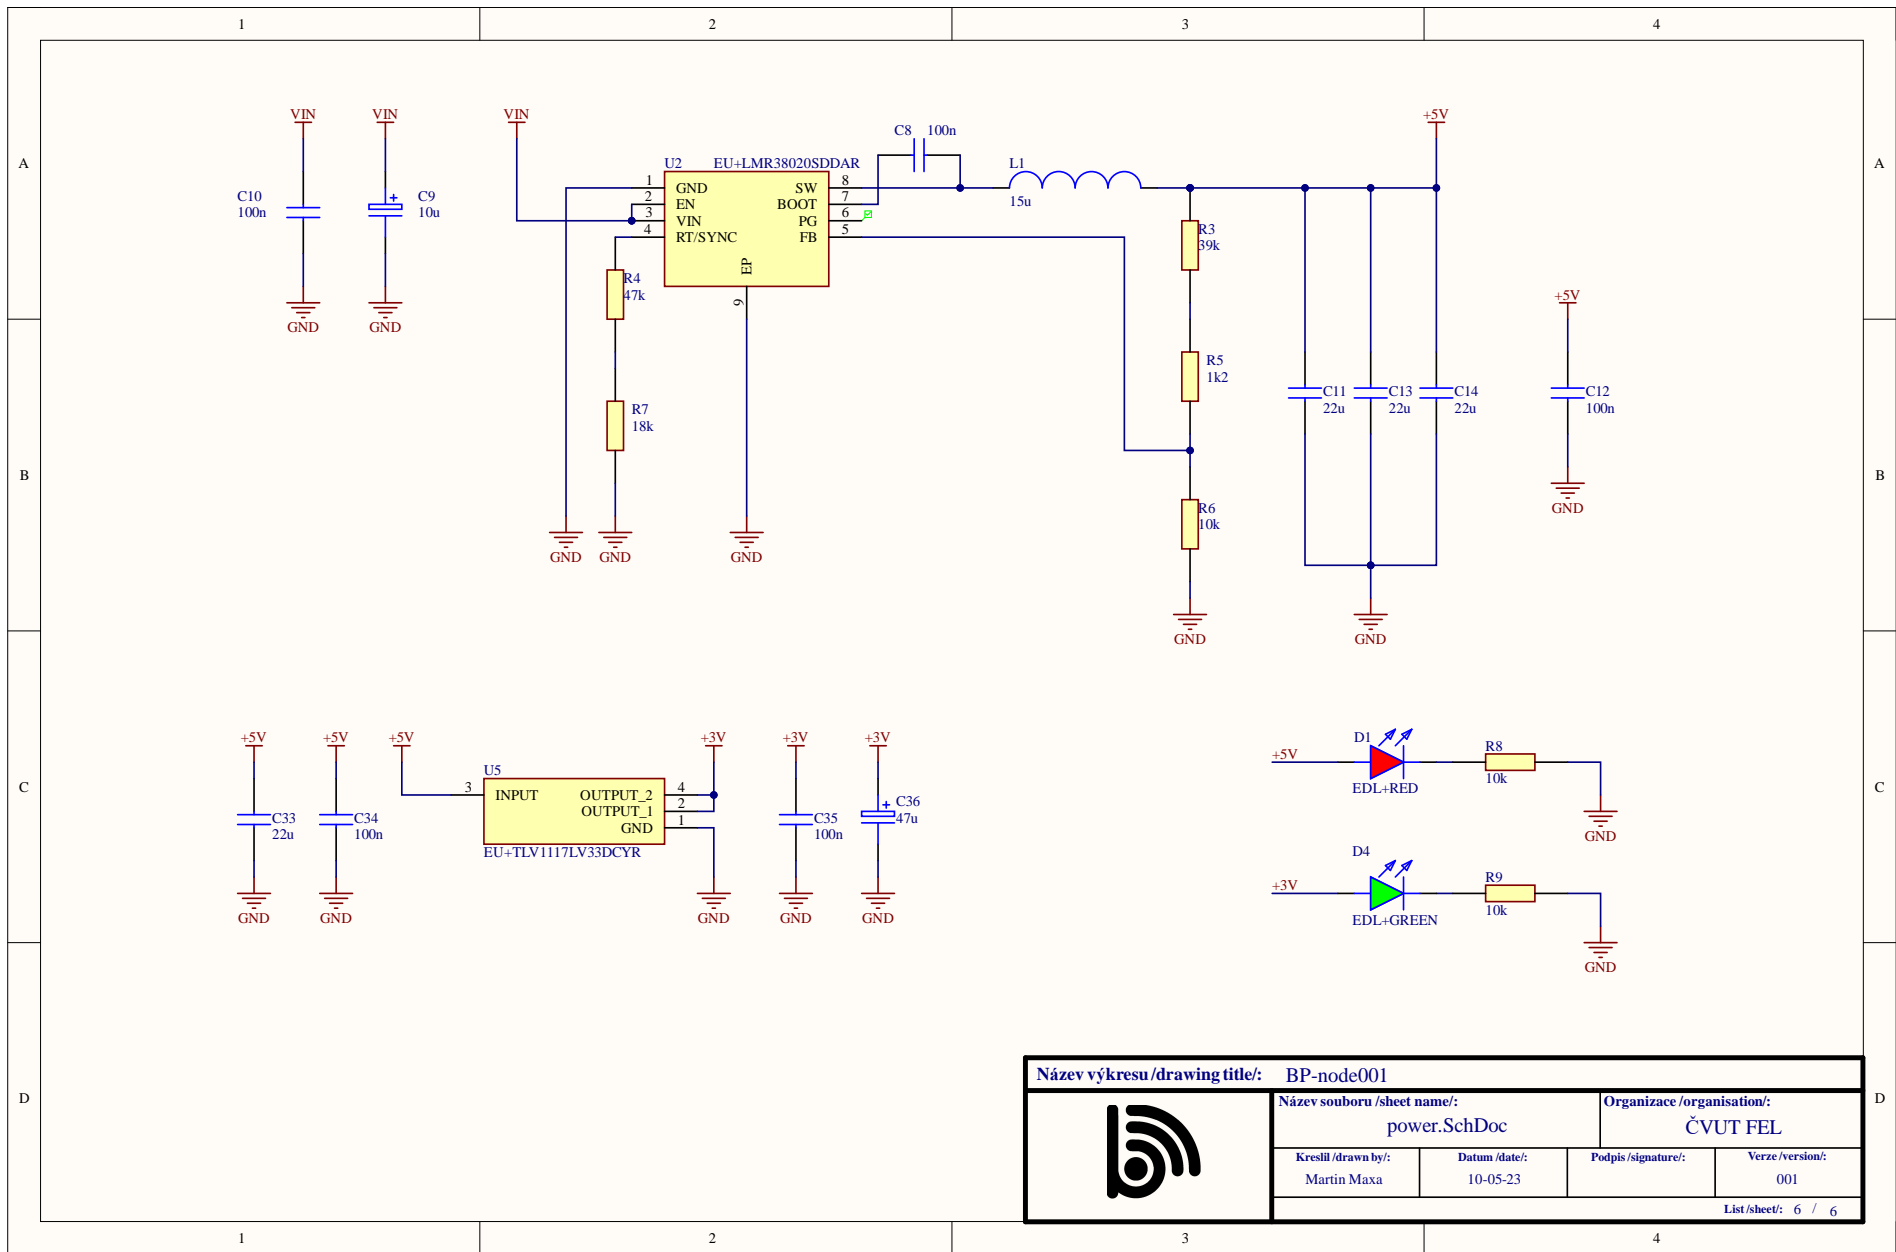 1 2 3 4
A A
B B
C C
D D
VIN VIN VIN
C10
100n
C9
10u
+
GND GND
U2 EU+LMR38020SDDAR
1 GND SW 8
2 EN BOOT 7
3 VIN PG 6
4 RT/SYNC FB 5
EP
9
C8 100n
L1
15u
+5V
R3
39k
R4
47k
R5
1k2
R7
18k
R6
10k
C11
22u
C13
22u
C14
22u
+5V
C12
100n
GND
GND GND GND
GND GND
+5V +5V +5V
+3V +3V +3V
U5
3 INPUT OUTPUT_2 4
OUTPUT_1 2
GND 1
EU+TLV1117LV33DCYR
C33
22u
C34
100n
C35
100n
+
C36
47u
GND GND GND GND GND
+5V
D1
EDL+RED
R8
10k
GND
+3V
D4
EDL+GREEN
R9
10k
GND
Název výkresu /drawing title/: BP-node001
Název souboru /sheet name/:
power.SchDoc
Organizace /organisation/:
ČVUT FEL
Kreslil /drawn by/:
Martin Maxa
Datum /date/:
10-05-23
Podpis /signature/:
Verze /version/:
001
List /sheet/: 6 / 6
1 2 3 4